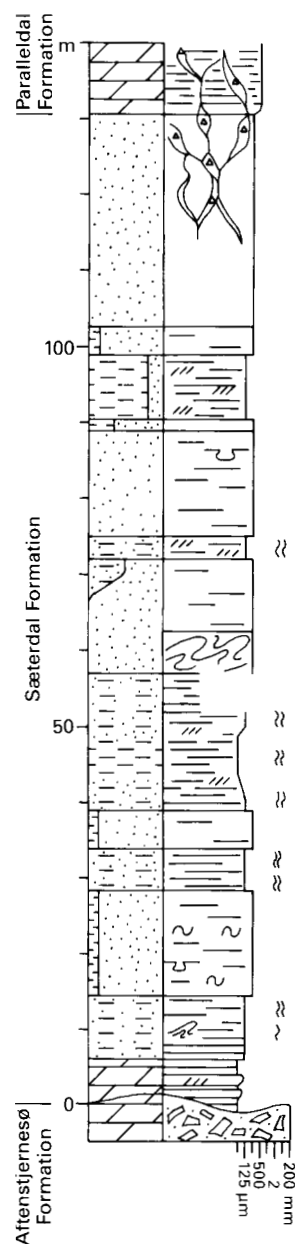 Paralleldal
Formation
m
100
Sæterdal Formation
50
0
Aftenstjernesø
Formation
200 mm
2
500
125 µm